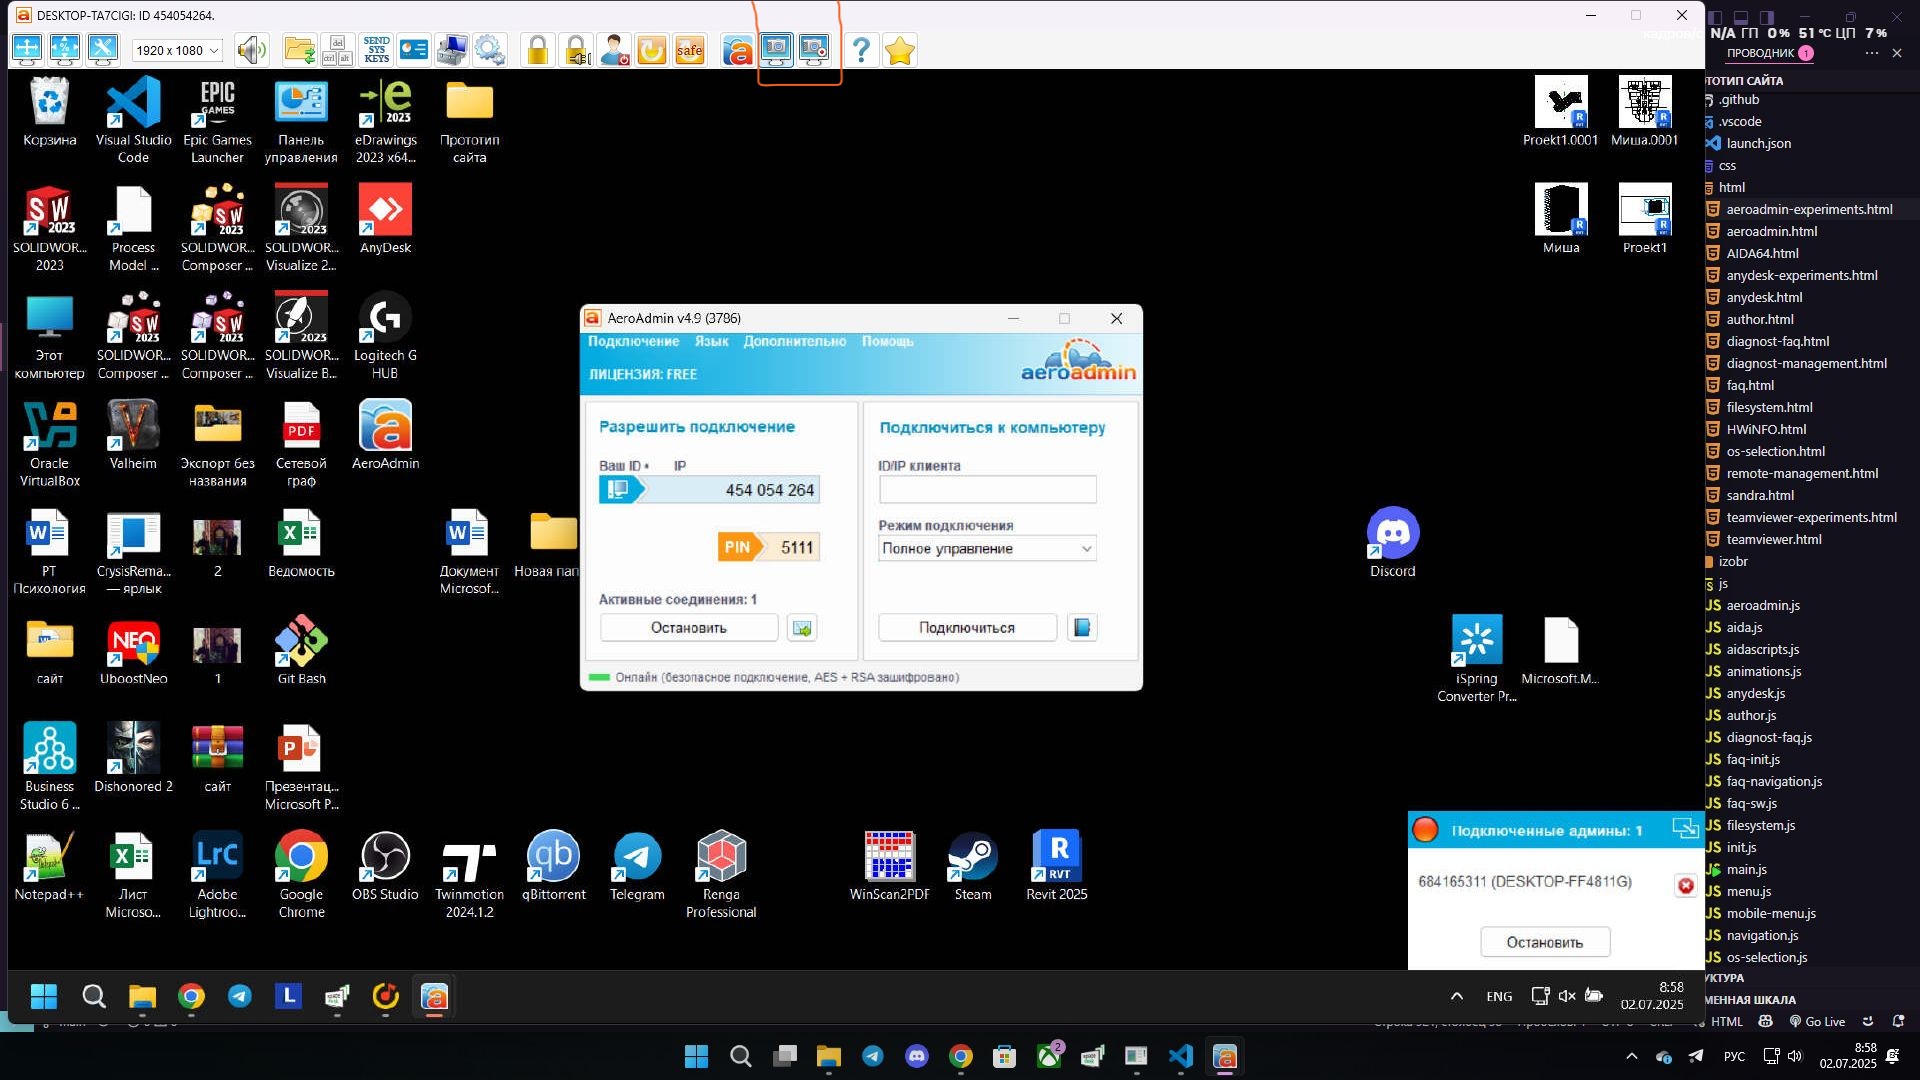 DESKTOP-TA7CIGI: ID 454054264.
1920 x 1080
del
ctrl alt
SEND
SYS
KEYS
safe
N/A ГП 0 % 51 °C ЦП 7 %
ПРОВОДНИК 1
ТОТИП САЙТА
.github
.vscode
launch.json
css
html
aeroadmin-experiments.html
aeroadmin.html
AIDA64.html
anydesk-experiments.html
anydesk.html
author.html
diagnost-faq.html
diagnost-management.html
faq.html
filesystem.html
HWiNFO.html
os-selection.html
remote-management.html
sandra.html
teamviewer-experiments.html
teamviewer.html
izobr
js
aeroadmin.js
aida.js
aidascripts.js
animations.js
anydesk.js
author.js
diagnost-faq.js
faq-init.js
faq-navigation.js
faq-sw.js
filesystem.js
init.js
main.js
menu.js
mobile-menu.js
navigation.js
os-selection.js
УКТУРА
МЕННАЯ ШКАЛА
HTML
Go Live
Корзина
Visual Studio
Code
Epic Games
Launcher
Панель
управления
eDrawings
2023 x64...
Прототип
сайта
Proekt1.0001
Миша.0001
SOLIDWOR...
2023
Process
Model ...
SOLIDWOR...
Composer ...
SOLIDWOR...
Visualize 2...
AnyDesk
Миша
Proekt1
Этот
компьютер
SOLIDWOR...
Composer ...
SOLIDWOR...
Composer ...
SOLIDWOR...
Visualize B...
Logitech G
HUB
Oracle
VirtualBox
Valheim
Экспорт без
названия
Сетевой
граф
AeroAdmin
РТ
Психология
CrysisRema...
— ярлык
2
Ведомость
Документ
Microsof...
Новая пап
Discord
сайт
UboostNeo
1
Git Bash
iSpring
Converter Pr...
Microsoft.M...
Business
Studio 6 ...
Dishonored 2
сайт
Презентац...
Microsoft P...
Notepad++
Лист
Microso...
Adobe
Lightroo...
Google
Chrome
OBS Studio
Twinmotion
2024.1.2
qBittorrent
Telegram
Renga
Professional
WinScan2PDF
Steam
Revit 2025
AeroAdmin v4.9 (3786)
Подключение Язык Дополнительно Помощь
ЛИЦЕНЗИЯ: FREE
aeroadmin
Разрешить подключение
Ваш ID IP
454 054 264
PIN 5111
Активные соединения: 1
Остановить
Подключиться к компьютеру
ID/IP клиента
Режим подключения
Полное управление
Подключиться
Онлайн (безопасное подключение, AES + RSA зашифровано)
Подключенные админы: 1
684165311 (DESKTOP-FF4811G)
Остановить
ENG
8:58
02.07.2025
2
РУС
8:58
02.07.2025